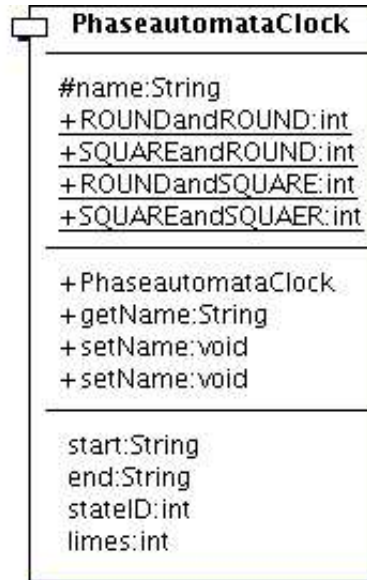 PhaseautomataClock
#name:String
+ROUNDandROUND:int
+SQUAREandROUND:int
+ROUNDandSQUARE:int
+SQUAREandSQUAER:int
+PhaseautomataClock
+getName:String
+setName:void
+setName:void
start:String
end:String
stateID:int
limes:int